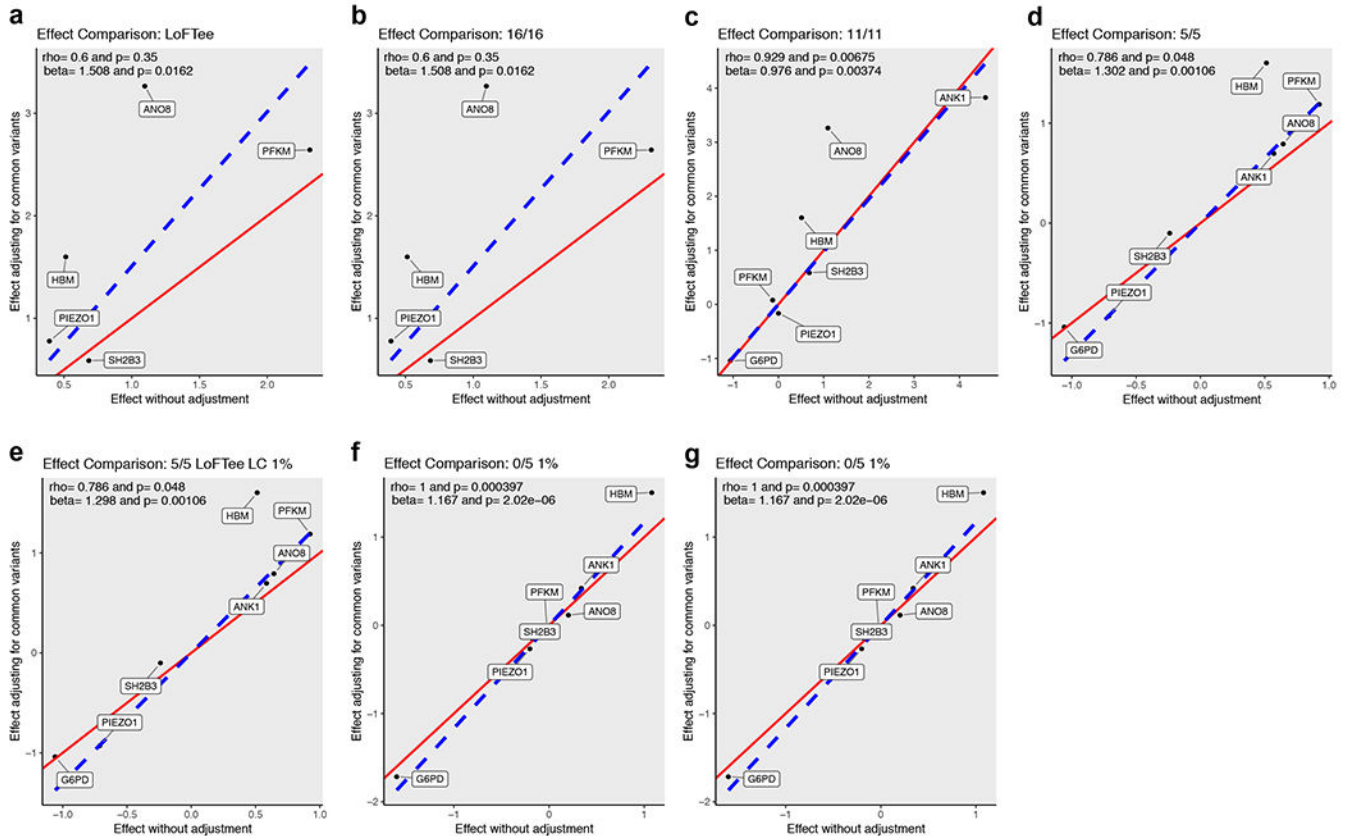 a
Effect Comparison: LoFTee
rho= 0.6 and p= 0.35
beta= 1.508 and p= 0.0162
ANO8
PFKM
HBM
PIEZO1
SH2B3
3
2
1
0.5
1.0
1.5
2.0
Effect without adjustment
Effect adjusting for common variants
b
Effect Comparison: 16/16
rho= 0.6 and p= 0.35
beta= 1.508 and p= 0.0162
ANO8
PFKM
HBM
PIEZO1
SH2B3
3
2
1
0.5
1.0
1.5
2.0
Effect without adjustment
Effect adjusting for common variants
c
Effect Comparison: 11/11
rho= 0.929 and p= 0.00675
beta= 0.976 and p= 0.00374
ANK1
ANO8
HBM
SH2B3
PFKM
PIEZO1
G6PD
4
3
2
1
0
−1
−1
0
1
2
3
4
Effect without adjustment
Effect adjusting for common variants
d
Effect Comparison: 5/5
rho= 0.786 and p= 0.048
beta= 1.302 and p= 0.00106
HBM
PFKM
ANO8
ANK1
SH2B3
PIEZO1
G6PD
1
0
−1
−1.0
−0.5
0.0
0.5
1.0
Effect without adjustment
Effect adjusting for common variants
e
Effect Comparison: 5/5 LoFTee LC 1%
rho= 0.786 and p= 0.048
beta= 1.298 and p= 0.00106
HBM
PFKM
ANO8
ANK1
SH2B3
PIEZO1
G6PD
1
0
−1
−1.0
−0.5
0.0
0.5
1.0
Effect without adjustment
Effect adjusting for common variants
f
Effect Comparison: 0/5 1%
rho= 1 and p= 0.000397
beta= 1.167 and p= 2.02e−06
HBM
ANK1
PFKM
ANO8
SH2B3
PIEZO1
G6PD
1
0
−1
−2
−1
0
1
Effect without adjustment
Effect adjusting for common variants
g
Effect Comparison: 0/5 1%
rho= 1 and p= 0.000397
beta= 1.167 and p= 2.02e−06
HBM
ANK1
PFKM
ANO8
SH2B3
PIEZO1
G6PD
1
0
−1
−2
−1
0
1
Effect without adjustment
Effect adjusting for common variants